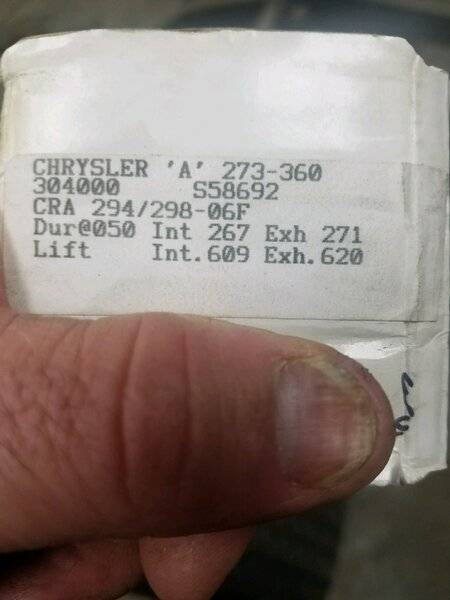 CHRYSLER 'A' 273-360
304000 S58692
CRA 294/298-06F
Dur@050 Int 267 Exh 271
Lift Int.609 Exh.620